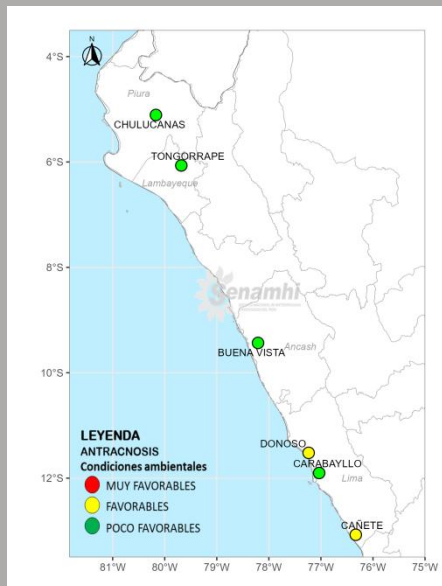 N
4°S
Piura
CHULUCANAS
TONGORRAPE
6°S
Lambayeque
8°S
Senamhi
Ancash
BUENA VISTA
10°S
LEYENDA
ANTRACNOSIS
Condiciones ambientales
MUY FAVORABLES
FAVORABLES
POCO FAVORABLES
DONOSO
CARABAYLLO
12°S
Lima
CAÑETE
81°W 80°W 79°W 78°W 77°W 76°W 75°W